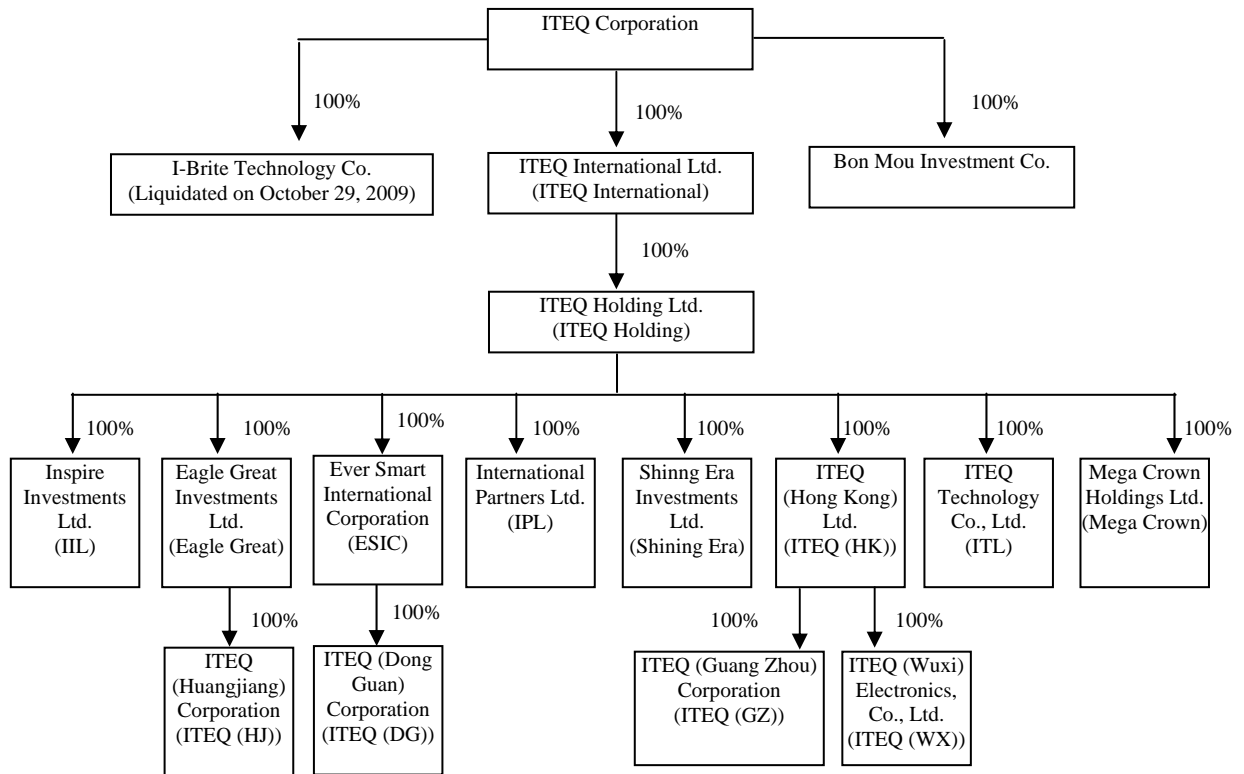 ITEQ Corporation
100%
100%
100%
I-Brite Technology Co.
(Liquidated on October 29, 2009)
ITEQ International Ltd.
(ITEQ International)
Bon Mou Investment Co.
100%
ITEQ Holding Ltd.
(ITEQ Holding)
100%
100%
100%
100%
100%
100%
100%
100%
Inspire
Investments
Ltd.
(IIL)
Eagle Great
Investments
Ltd.
(Eagle Great)
Ever Smart
International
Corporation
(ESIC)
International
Partners Ltd.
(IPL)
Shinng Era
Investments
Ltd.
(Shining Era)
ITEQ
(Hong Kong)
Ltd.
(ITEQ (HK))
ITEQ
Technology
Co., Ltd.
(ITL)
Mega Crown
Holdings Ltd.
(Mega Crown)
100%
100%
100%
100%
ITEQ
(Huangjiang)
Corporation
(ITEQ (HJ))
ITEQ (Dong
Guan)
Corporation
(ITEQ (DG))
ITEQ (Guang Zhou)
Corporation
(ITEQ (GZ))
ITEQ (Wuxi)
Electronics,
Co., Ltd.
(ITEQ (WX))